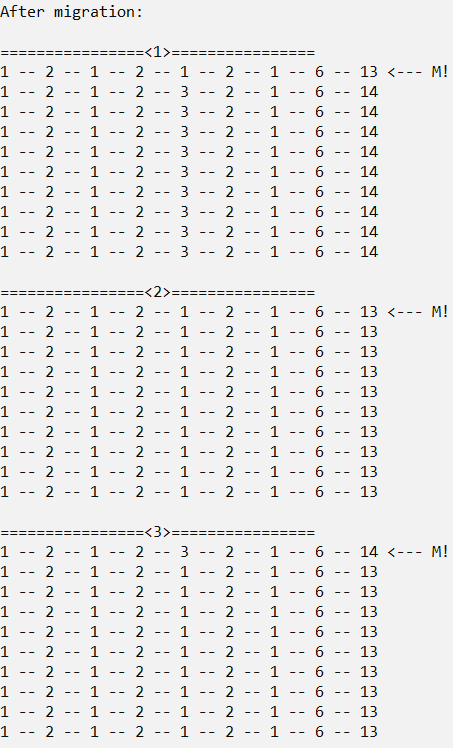 After migration:

================<1>================
1 -- 2 -- 1 -- 2 -- 1 -- 2 -- 1 -- 6 -- 13 <--- M!
1 -- 2 -- 1 -- 2 -- 3 -- 2 -- 1 -- 6 -- 14
1 -- 2 -- 1 -- 2 -- 3 -- 2 -- 1 -- 6 -- 14
1 -- 2 -- 1 -- 2 -- 3 -- 2 -- 1 -- 6 -- 14
1 -- 2 -- 1 -- 2 -- 3 -- 2 -- 1 -- 6 -- 14
1 -- 2 -- 1 -- 2 -- 3 -- 2 -- 1 -- 6 -- 14
1 -- 2 -- 1 -- 2 -- 3 -- 2 -- 1 -- 6 -- 14
1 -- 2 -- 1 -- 2 -- 3 -- 2 -- 1 -- 6 -- 14
1 -- 2 -- 1 -- 2 -- 3 -- 2 -- 1 -- 6 -- 14
1 -- 2 -- 1 -- 2 -- 3 -- 2 -- 1 -- 6 -- 14

================<2>================
1 -- 2 -- 1 -- 2 -- 1 -- 2 -- 1 -- 6 -- 13 <--- M!
1 -- 2 -- 1 -- 2 -- 1 -- 2 -- 1 -- 6 -- 13
1 -- 2 -- 1 -- 2 -- 1 -- 2 -- 1 -- 6 -- 13
1 -- 2 -- 1 -- 2 -- 1 -- 2 -- 1 -- 6 -- 13
1 -- 2 -- 1 -- 2 -- 1 -- 2 -- 1 -- 6 -- 13
1 -- 2 -- 1 -- 2 -- 1 -- 2 -- 1 -- 6 -- 13
1 -- 2 -- 1 -- 2 -- 1 -- 2 -- 1 -- 6 -- 13
1 -- 2 -- 1 -- 2 -- 1 -- 2 -- 1 -- 6 -- 13
1 -- 2 -- 1 -- 2 -- 1 -- 2 -- 1 -- 6 -- 13
1 -- 2 -- 1 -- 2 -- 1 -- 2 -- 1 -- 6 -- 13

================<3>================
1 -- 2 -- 1 -- 2 -- 3 -- 2 -- 1 -- 6 -- 14 <--- M!
1 -- 2 -- 1 -- 2 -- 1 -- 2 -- 1 -- 6 -- 13
1 -- 2 -- 1 -- 2 -- 1 -- 2 -- 1 -- 6 -- 13
1 -- 2 -- 1 -- 2 -- 1 -- 2 -- 1 -- 6 -- 13
1 -- 2 -- 1 -- 2 -- 1 -- 2 -- 1 -- 6 -- 13
1 -- 2 -- 1 -- 2 -- 1 -- 2 -- 1 -- 6 -- 13
1 -- 2 -- 1 -- 2 -- 1 -- 2 -- 1 -- 6 -- 13
1 -- 2 -- 1 -- 2 -- 1 -- 2 -- 1 -- 6 -- 13
1 -- 2 -- 1 -- 2 -- 1 -- 2 -- 1 -- 6 -- 13
1 -- 2 -- 1 -- 2 -- 1 -- 2 -- 1 -- 6 -- 13